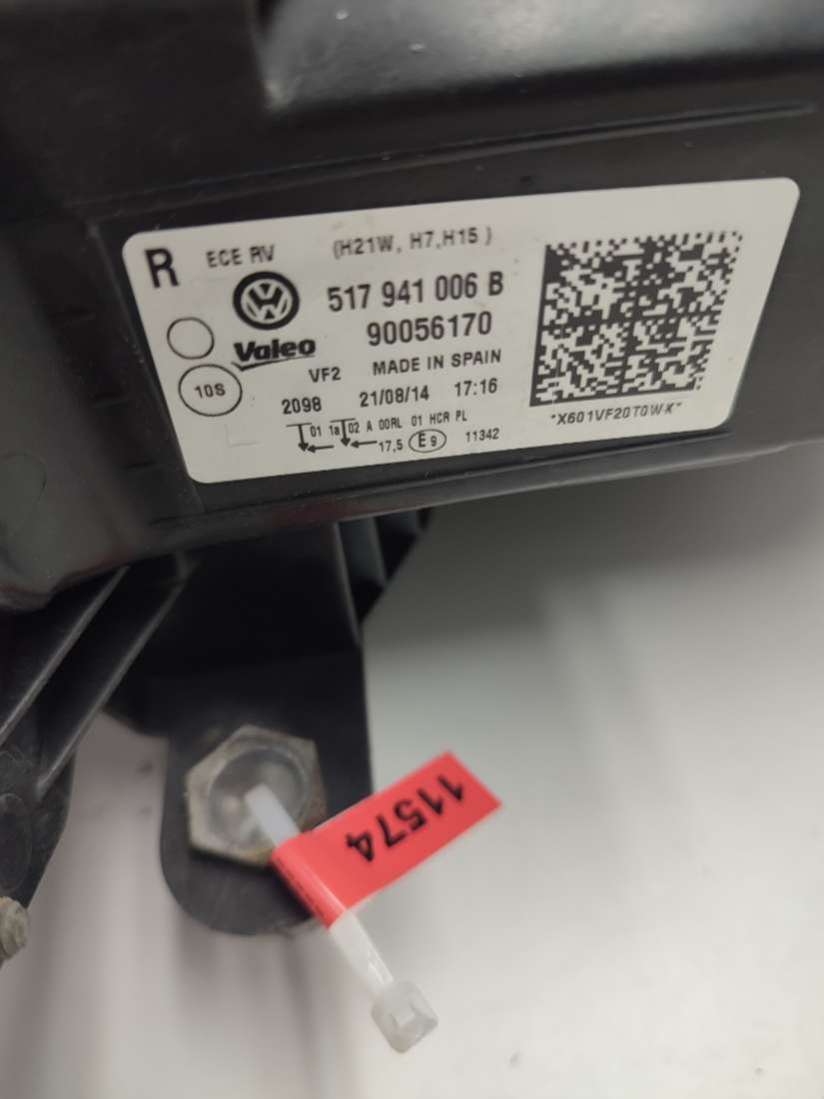 R ECE RV (H21W, H7,H15)
517 941 006 B
90056170
Valeo
MADE IN SPAIN
VF2
10S
2098 21/08/14 17:16
01 1a 02 A 00RL 01 HCR PL
17,5 E9 11342
*X601VF20T0WK*
11574